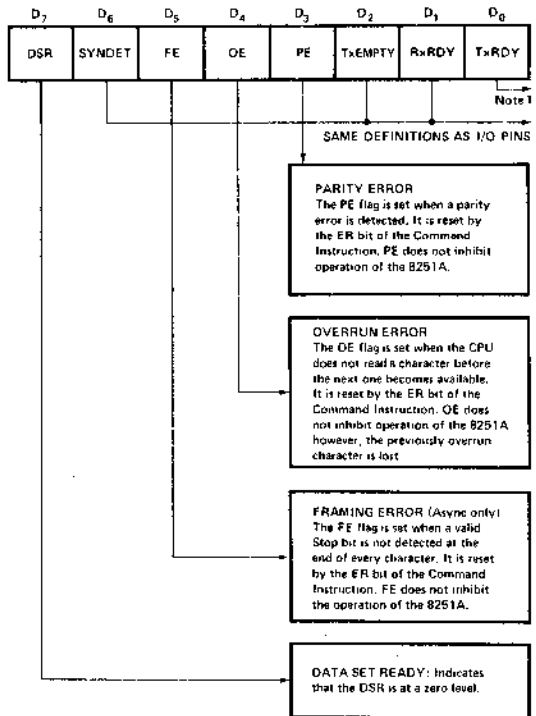 D7 D6 D5 D4 D3 D2 D1 D0
DSR SYNDET FE OE PE TxEMPTY RxRDY TxRDY
Note 1
SAME DEFINITIONS AS I/O PINS
PARITY ERROR
The PE flag is set when a parity
error is detected. It is reset by
the ER bit of the Command
Instruction. PE does not inhibit
operation of the 8251A.
OVERRUN ERROR
The OE flag is set when the CPU
does not read a character before
the next one becomes available.
It is reset by the ER bit of the
Command Instruction. OE does
not inhibit operation of the 8251A
however, the previously overrun
character is lost
FRAMING ERROR (Async only)
The FE flag is set when a valid
Stop bit is not detected at the
end of every character. It is reset
by the ER bit of the Command
Instruction. FE does not inhibit
the operation of the 8251A.
DATA SET READY: Indicates
that the DSR is at a zero level.